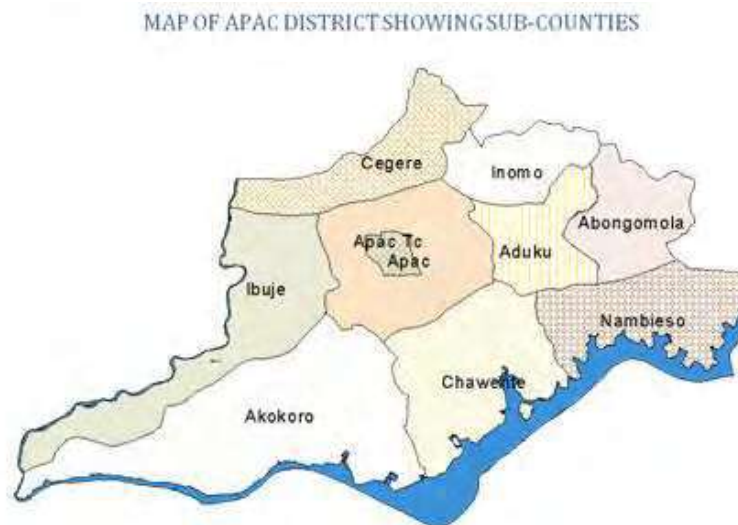 MAP OF APAC DISTRICT SHOWING SUB-COUNTIES
Cegere
Inomo
Abongomola
Apac Tc
Aduku
Apac
Ibuje
Nambieso
Chawente
Akokoro